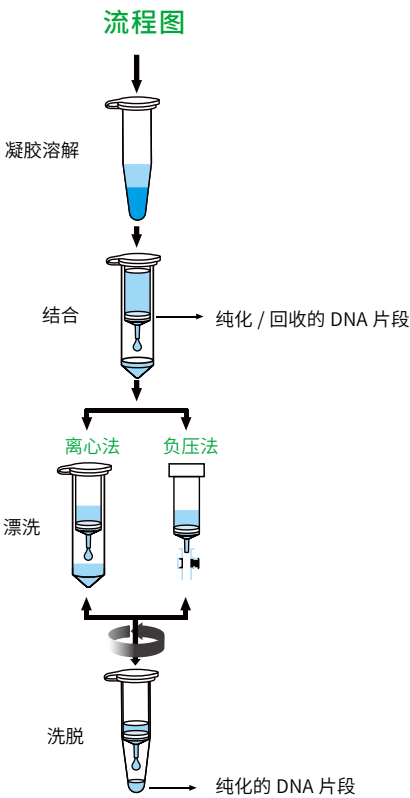 流程图
凝胶溶解
结合
纯化 / 回收的 DNA 片段
离心法
负压法
漂洗
洗脱
纯化的 DNA 片段